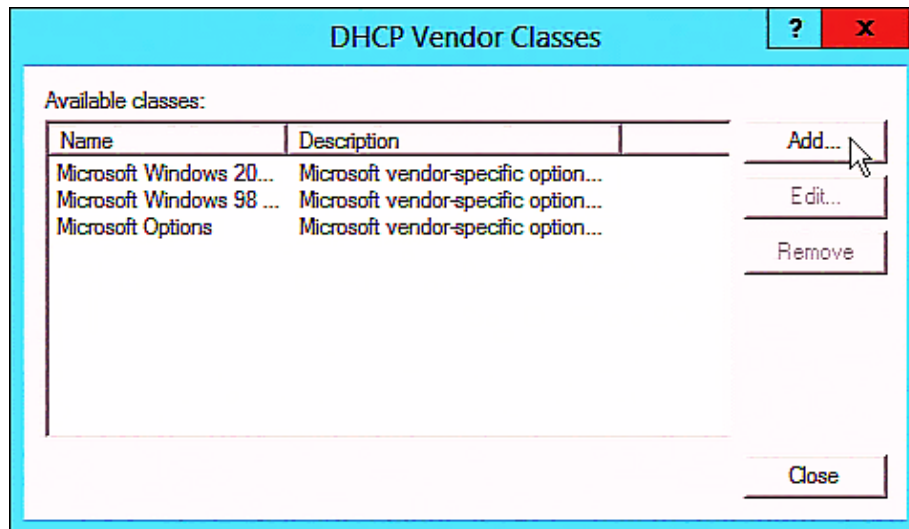 DHCP Vendor Classes
? x
Available classes:
Name Description
Microsoft Windows 20... Microsoft vendor-specific option...
Microsoft Windows 98 ... Microsoft vendor-specific option...
Microsoft Options Microsoft vendor-specific option...
Add...
Edit...
Remove
Close